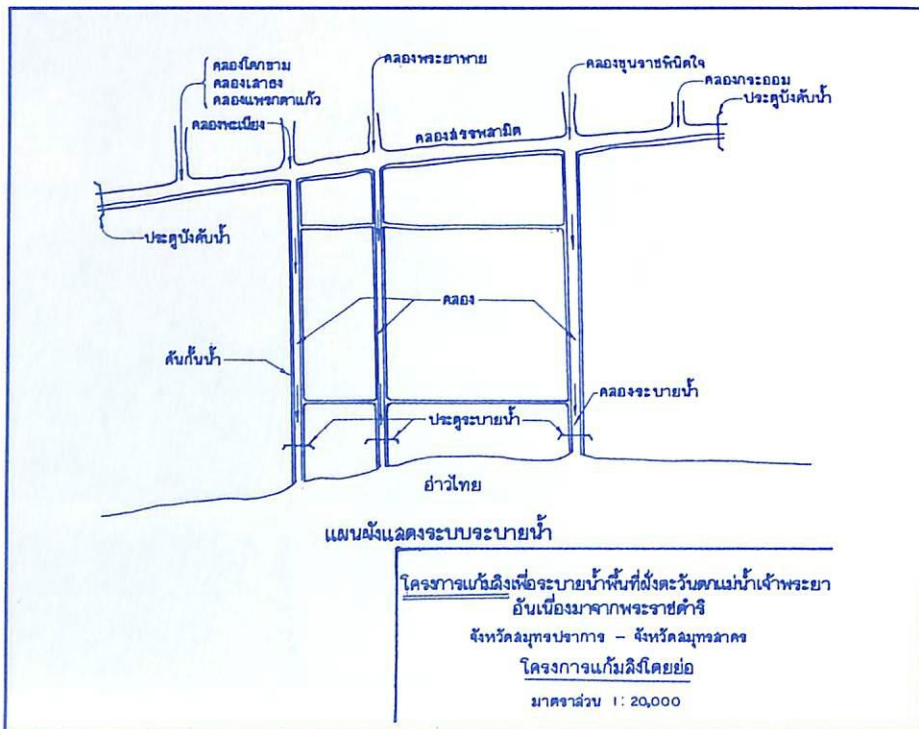 คลองโคกขาม
คลองเสาธง
คลองแพรกตาแก้ว
คลองพะเนียง
คลองพระยาพาย
คลองสรรพสามิต
คลองขุนราชพินิตใจ
คลองกระออม
ประตูบังคับน้ำ
ประตูบังคับน้ำ
คลอง
คันกั้นน้ำ
คลองระบายน้ำ
ประตูระบายน้ำ
อ่าวไทย
แผนผังแสดงระบบระบายน้ำ
โครงการแก้มลิงเพื่อระบายน้ำพื้นที่ฝั่งตะวันตกแม่น้ำเจ้าพระยา
อันเนื่องมาจากพระราชดำริ
จังหวัดสมุทรปราการ – จังหวัดสมุทรสาคร
โครงการแก้มลิงโดยย่อ
มาตราส่วน 1: 20,000